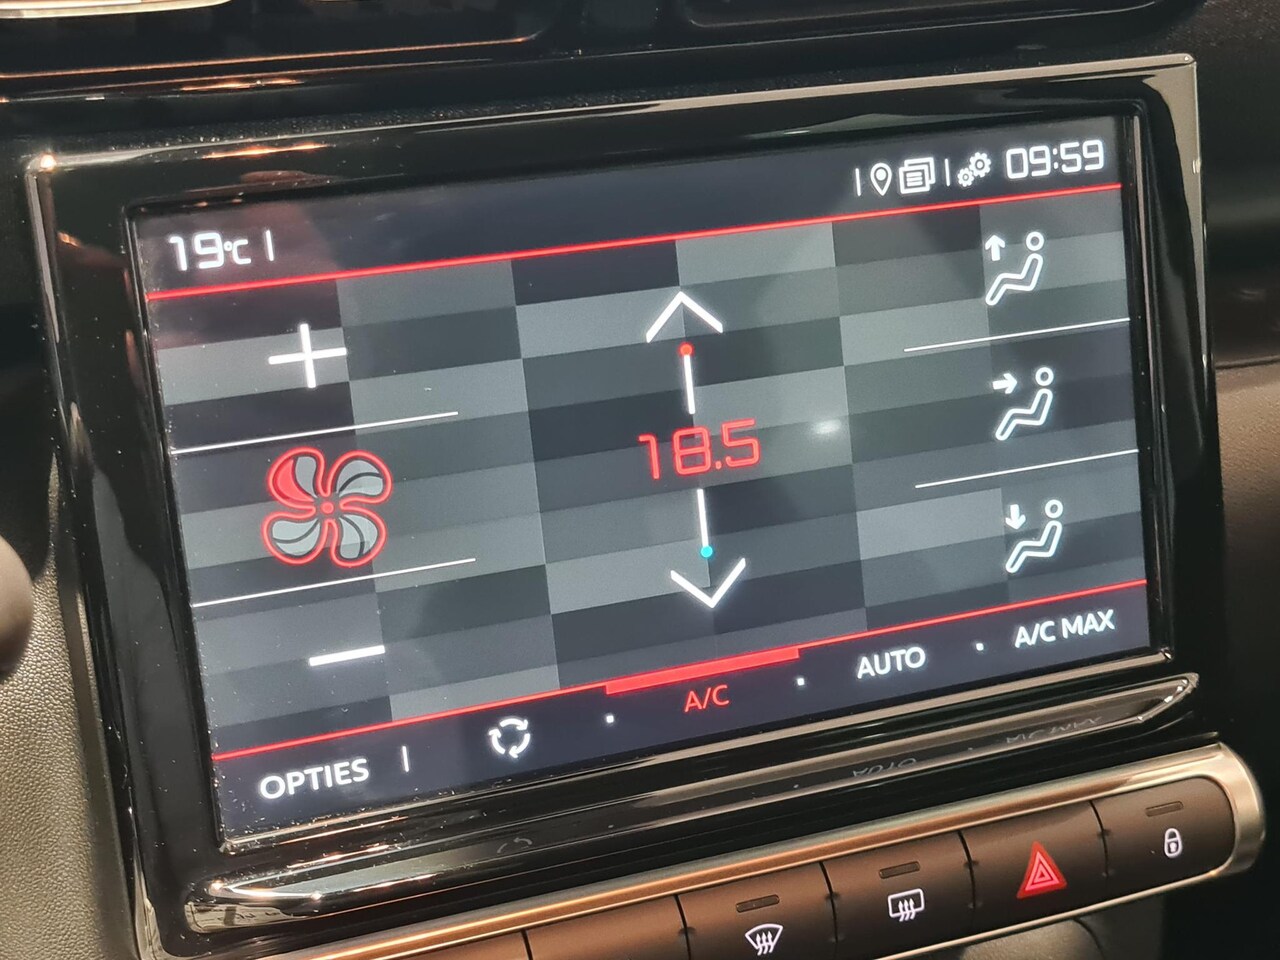 09:59
19°C
18.5
OPTIES
A/C
AUTO
A/C MAX